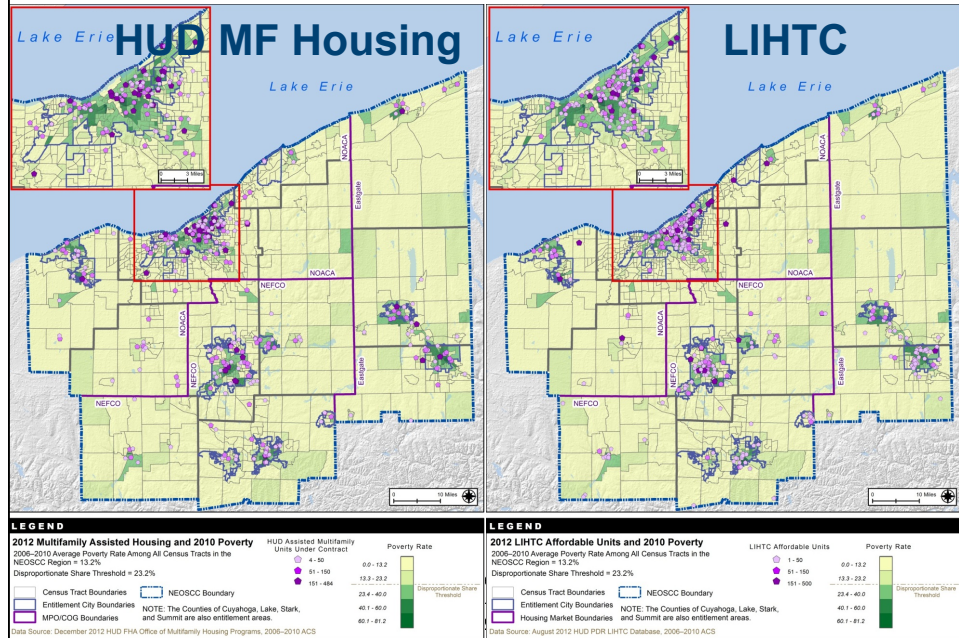 HUD MF Housing
Lake Erie
Lake Erie
0 3 Miles
NOACA
Eastgate
NOACA
NEFCO
NOACA
NEFCO
Eastgate
NEFCO
0 10 Miles
LEGEND
2012 Multifamily Assisted Housing and 2010 Poverty
2006–2010 Average Poverty Rate Among All Census Tracts in the
NEOSCC Region = 13.2%
Disproportionate Share Threshold = 23.2%
Census Tract Boundaries
Entitlement City Boundaries
MPO/COG Boundaries
NEOSCC Boundary
NOTE: The Counties of Cuyahoga, Lake, Stark,
and Summit are also entitlement areas.
HUD Assisted Multifamily
Units Under Contract
4 - 50
51 - 150
151 - 484
Poverty Rate
0.0 - 13.2
13.3 - 23.2
Disproportionate Share
Threshold
23.4 - 40.0
40.1 - 60.0
60.1 - 81.2
Data Source: December 2012 HUD FHA Office of Multifamily Housing Programs, 2006–2010 ACS
LIHTC
Lake Erie
Lake Erie
0 3 Miles
NOACA
Eastgate
NOACA
NEFCO
NOACA
NEFCO
Eastgate
NEFCO
0 10 Miles
LEGEND
2012 LIHTC Affordable Units and 2010 Poverty
2006–2010 Average Poverty Rate Among All Census Tracts in the
NEOSCC Region = 13.2%
Disproportionate Share Threshold = 23.2%
Census Tract Boundaries
Entitlement City Boundaries
Housing Market Boundaries
NEOSCC Boundary
NOTE: The Counties of Cuyahoga, Lake, Stark,
and Summit are also entitlement areas.
LIHTC Affordable Units
1 - 50
51 - 150
151 - 500
Poverty Rate
0.0 - 13.2
13.3 - 23.2
Disproportionate Share
Threshold
23.4 - 40.0
40.1 - 60.0
60.1 - 81.2
Data Source: August 2012 HUD PDR LIHTC Database, 2006–2010 ACS